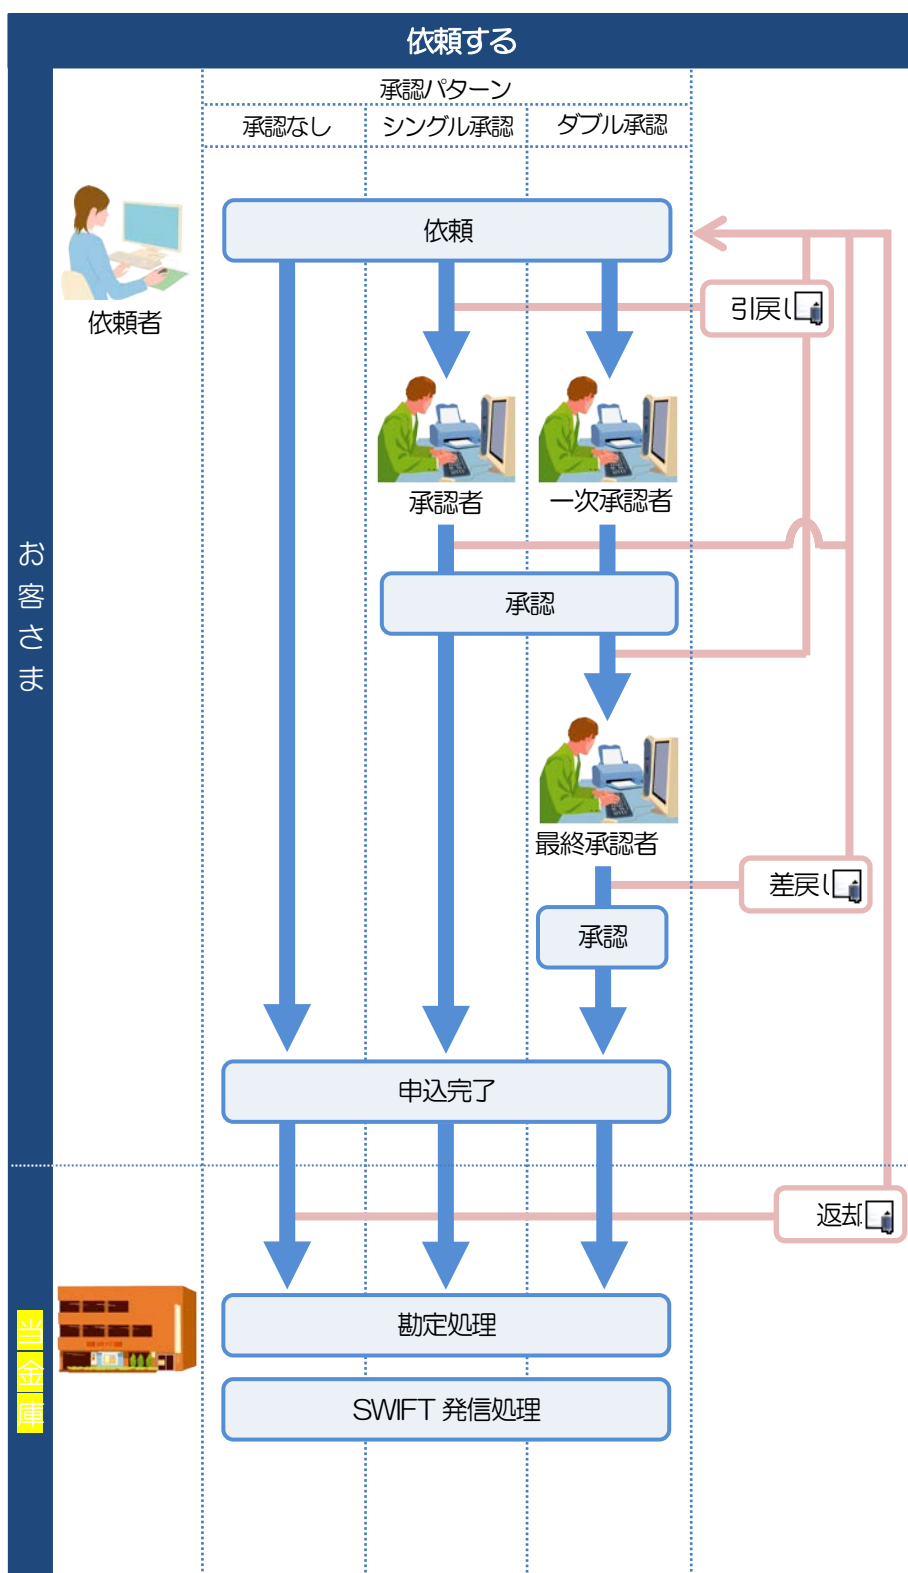 依頼する
承認パターン
承認なし
シングル承認
ダブル承認
依頼
依頼者
引戻し
承認者
一次承認者
お客さま
承認
最終承認者
差戻し
承認
申込完了
返却
当金庫
勘定処理
SWIFT 発信処理